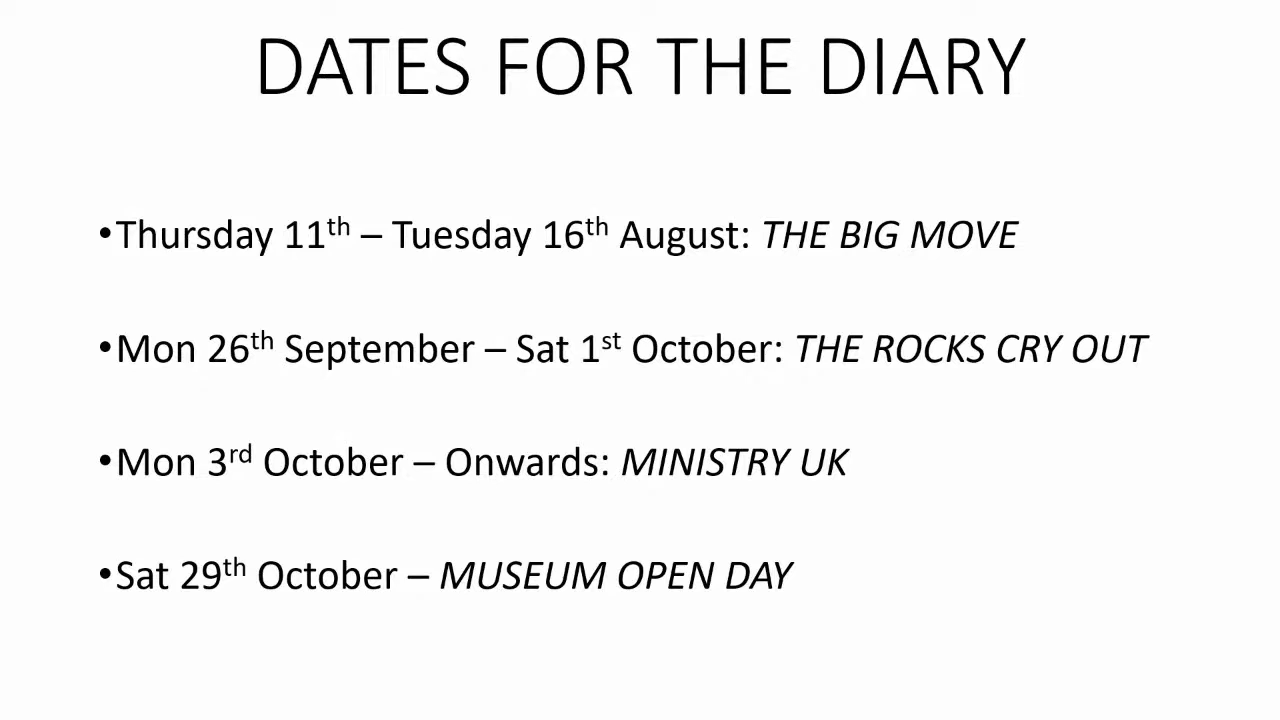 DATES FOR THE DIARY
•Thursday 11th – Tuesday 16th August: THE BIG MOVE
•Mon 26th September – Sat 1st October: THE ROCKS CRY OUT
•Mon 3rd October – Onwards: MINISTRY UK
•Sat 29th October – MUSEUM OPEN DAY